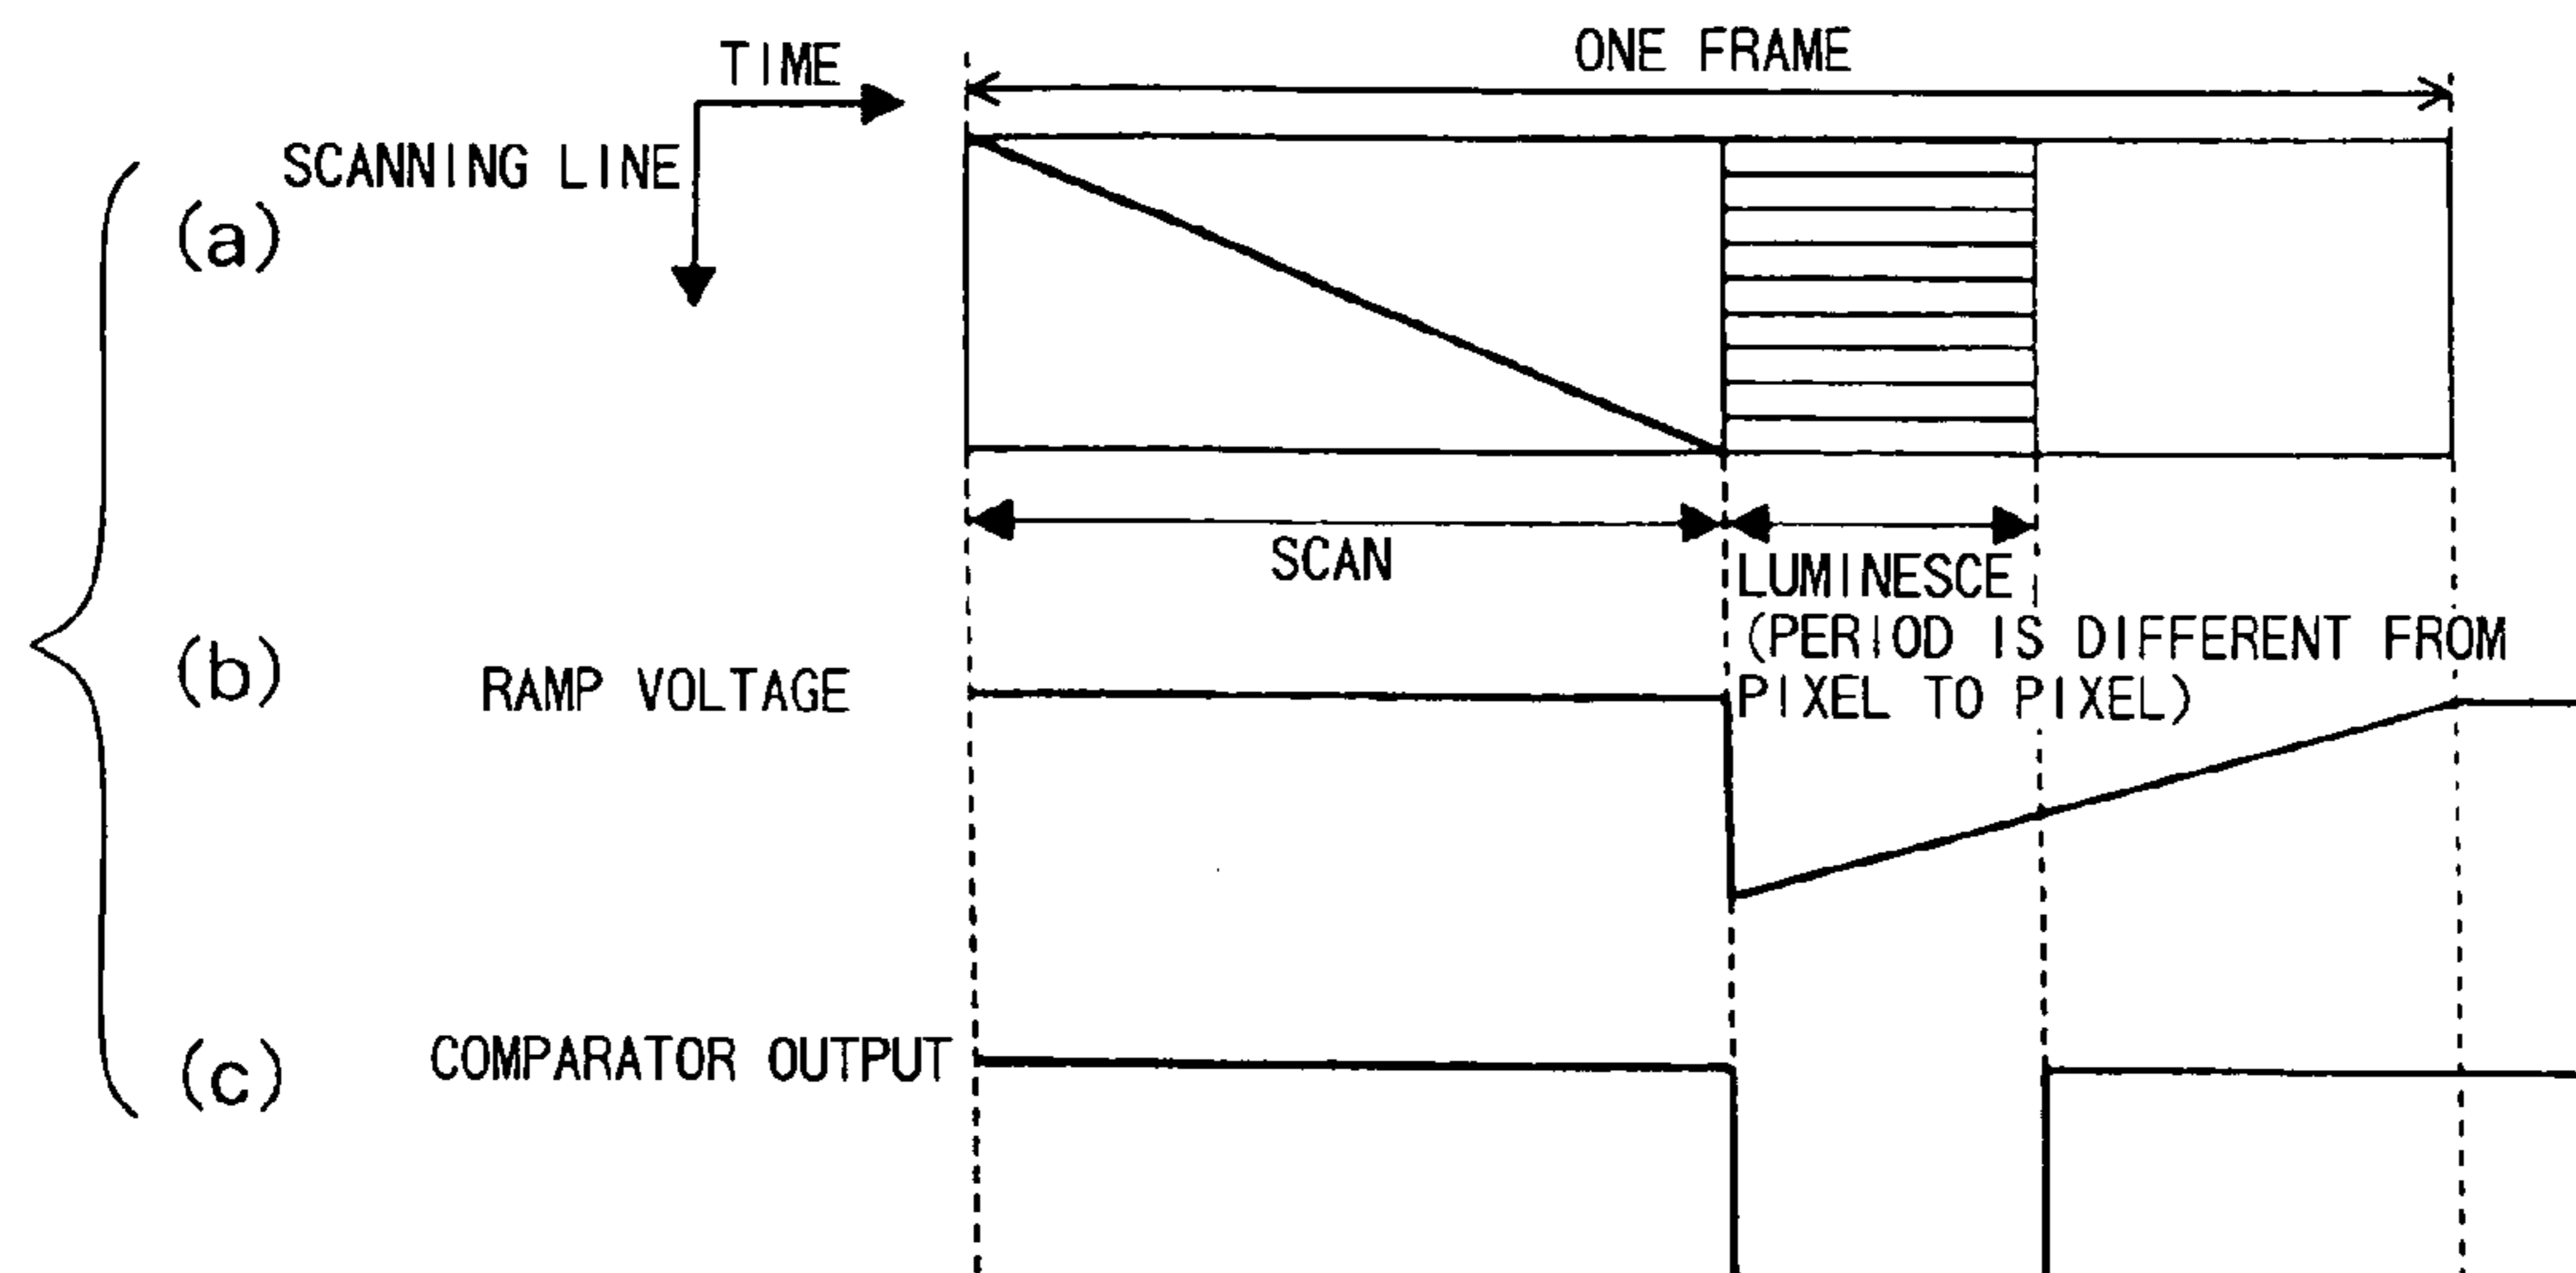 TIME
ONE FRAME
SCANNING LINE
(a)
SCAN
LUMINESCE
(PERIOD IS DIFFERENT FROM
PIXEL TO PIXEL)
(b)
RAMP VOLTAGE
(c)
COMPARATOR OUTPUT